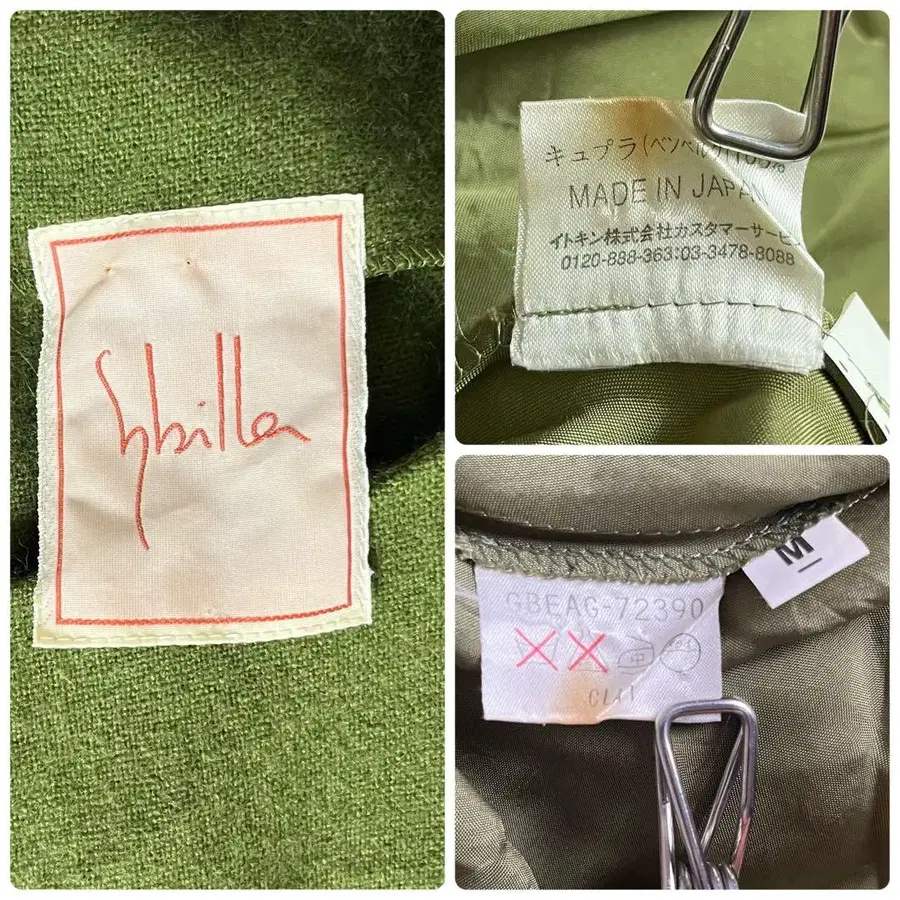 Sybilla
キュプラ(ベンベルグ)100%
MADE IN JAPAN
イトキン株式会社カスタマーサービ
0120-888-363:03-3478-8088
M
GBEAG-72390
中